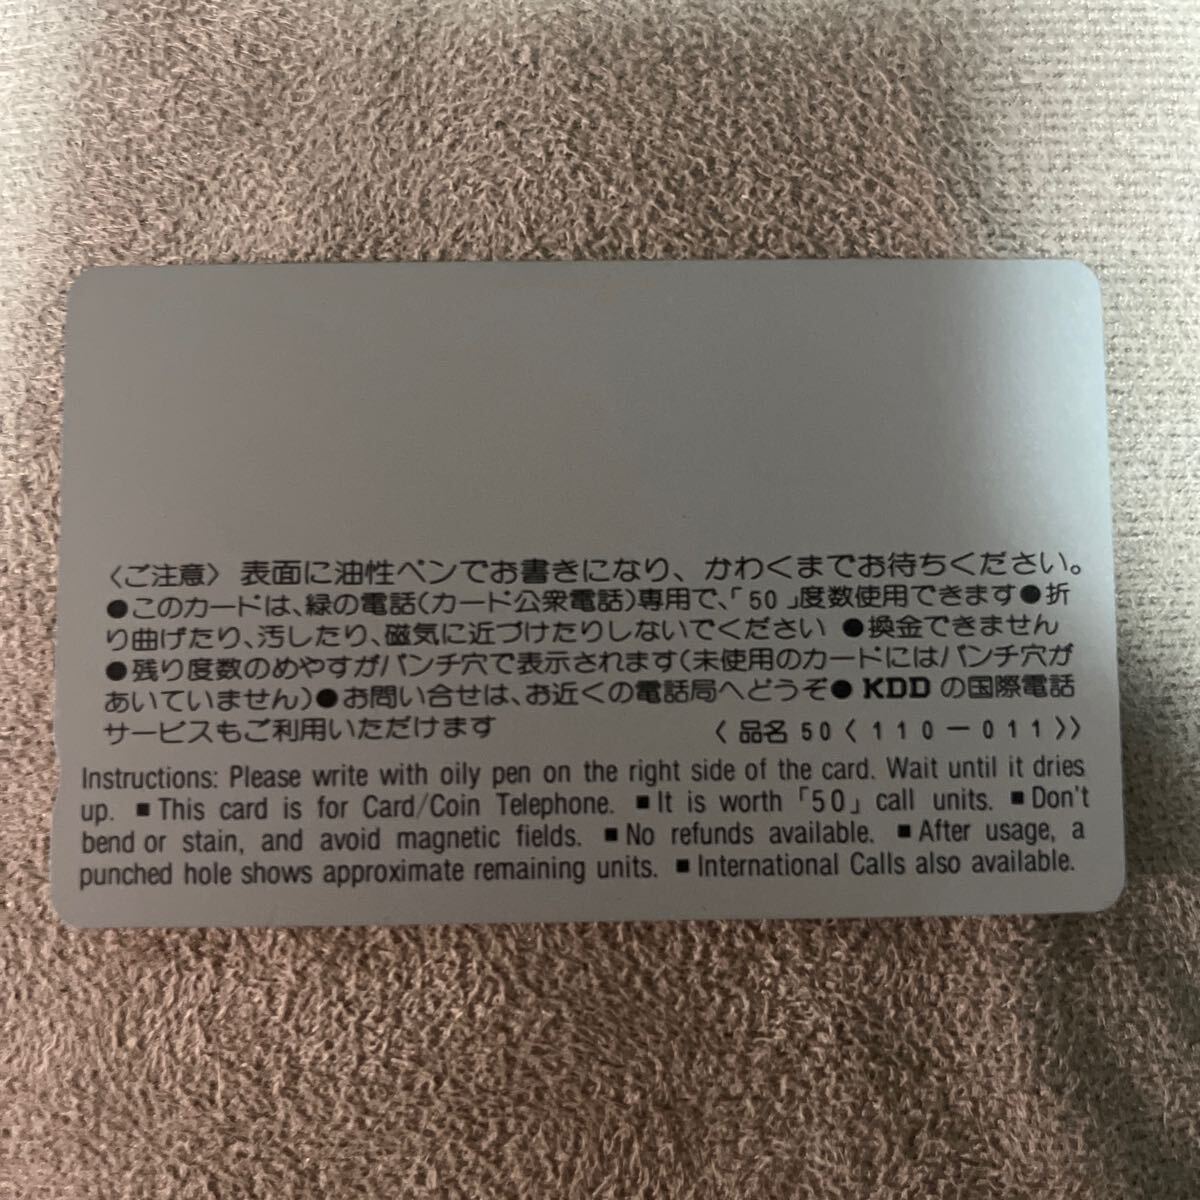 〈ご注意〉表面に油性ペンでお書きになり、かわくまでお待ちください。
●このカードは、緑の電話(カード公衆電話)専用で、「50」度数使用できます●折
り曲げたり、汚したり、磁気に近づけたりしないでください ●換金できません
●残り度数のめやすがパンチ穴で表示されます(未使用のカードにはパンチ穴が
あいていません)●お問い合せは、お近くの電話局へどうぞ● KDD の国際電話
サービスもご利用いただけます 〈 品名 50〈 110－011〉〉
Instructions: Please write with oily pen on the right side of the card. Wait until it dries
up. ■ This card is for Card/Coin Telephone. ■ It is worth「50」call units. ■ Don't
bend or stain, and avoid magnetic fields. ■ No refunds available. ■ After usage, a
punched hole shows approximate remaining units. ■ International Calls also available.